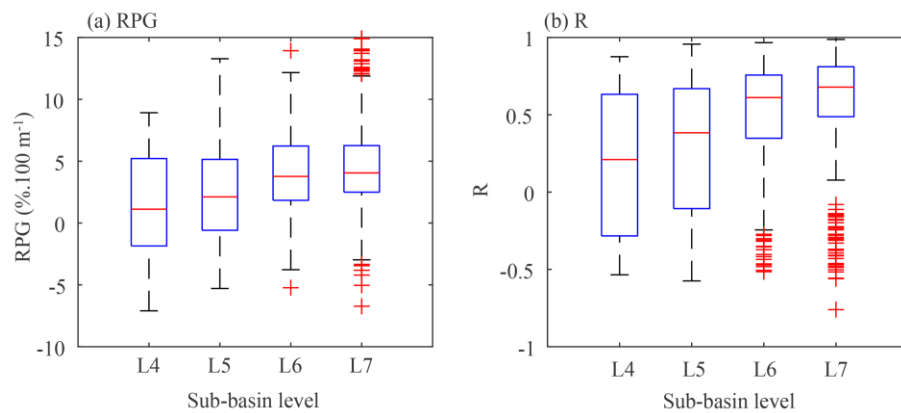 (a) RPG
RPG (%.100 m⁻¹)
15
10
5
0
-5
-10
L4 L5 L6 L7
Sub-basin level
(b) R
R
1
0.5
0
-0.5
-1
L4 L5 L6 L7
Sub-basin level